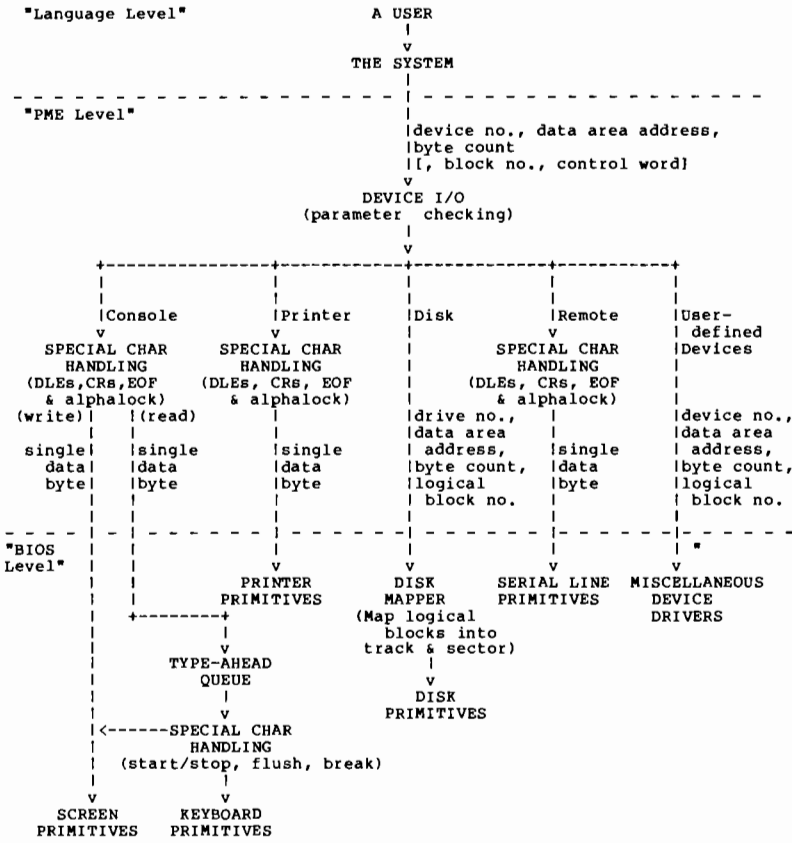 "Language Level" A USER
THE SYSTEM
"PME Level"
device no., data area address,
byte count
[, block no., control word]
DEVICE I/O
(parameter checking)
Console Printer Disk Remote User-
defined
SPECIAL CHAR SPECIAL CHAR SPECIAL CHAR Devices
HANDLING HANDLING HANDLING
(DLEs,CRs,EOF (DLEs, CRs, EOF (DLEs, CRs, EOF
& alphalock) & alphalock) & alphalock)
(write) (read) drive no., device no.,
data area data area
single single single address, single address,
data data data byte count, data byte count,
byte byte byte logical byte logical
block no. block no.
"BIOS "
Level"
PRINTER DISK SERIAL LINE MISCELLANEOUS
PRIMITIVES MAPPER PRIMITIVES DEVICE
(Map logical DRIVERS
blocks into
track & sector)
TYPE-AHEAD
QUEUE
DISK
PRIMITIVES
SPECIAL CHAR
HANDLING
(start/stop, flush, break)
SCREEN KEYBOARD
PRIMITIVES PRIMITIVES